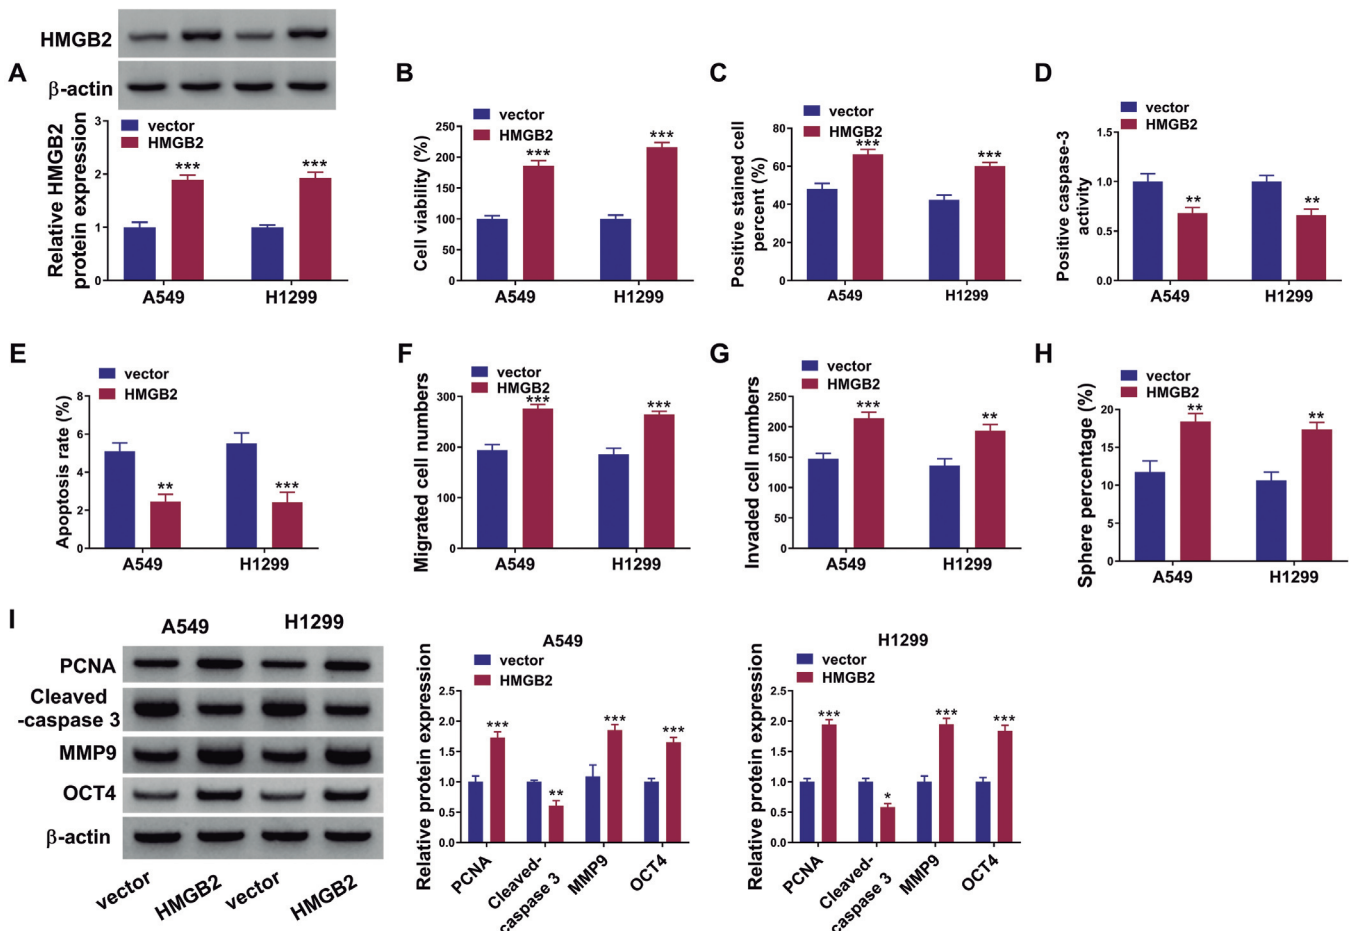 HMGB2
β-actin
A
Relative HMGB2
protein expression
vector
HMGB2
3
2
1
0
***
***
A549
H1299
B
Cell viability (%)
vector
HMGB2
250
200
150
100
50
0
***
***
A549
H1299
C
Positive stained cell
percent (%)
vector
HMGB2
80
60
40
20
0
***
***
A549
H1299
D
Positive caspase-3
activity
vector
HMGB2
1.5
1.0
0.5
0.0
**
**
A549
H1299
E
Apoptosis rate (%)
vector
HMGB2
8
6
4
2
0
**
***
A549
H1299
F
Migrated cell numbers
vector
HMGB2
300
200
100
0
***
***
A549
H1299
G
Invaded cell numbers
vector
HMGB2
250
200
150
100
50
0
***
**
A549
H1299
H
Sphere percentage (%)
vector
HMGB2
20
15
10
5
0
**
**
A549
H1299
I
A549
H1299
PCNA
Cleaved
-caspase 3
MMP9
OCT4
β-actin
vector
HMGB2
vector
HMGB2
A549
Relative protein expression
vector
HMGB2
2.5
2.0
1.5
1.0
0.5
0.0
***
**
***
***
PCNA
Cleaved-
caspase 3
MMP9
OCT4
H1299
Relative protein expression
vector
HMGB2
2.5
2.0
1.5
1.0
0.5
0.0
***
*
***
***
PCNA
Cleaved-
caspase 3
MMP9
OCT4